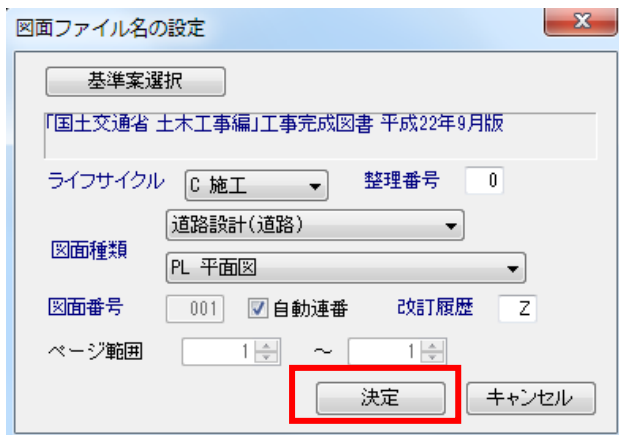 図面ファイル名の設定
基準案選択
「国土交通省 土木工事編」工事完成図書 平成22年9月版
ライフサイクル C 施工 整理番号 0
道路設計(道路)
図面種類
PL 平面図
図面番号 001 自動連番 改訂履歴 Z
ページ範囲 1 ～ 1
決定 キャンセル